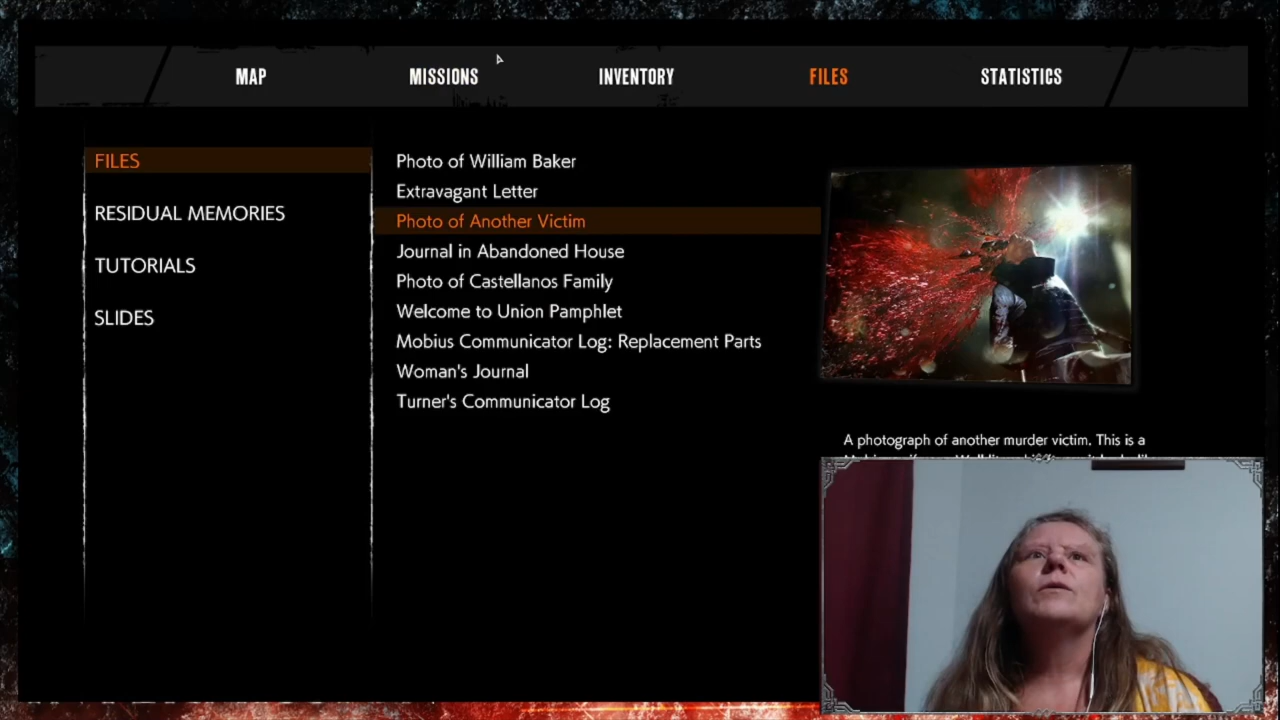 MAP
MISSIONS
INVENTORY
FILES
STATISTICS
FILES
RESIDUAL MEMORIES
TUTORIALS
SLIDES
Photo of William Baker
Extravagant Letter
Photo of Another Victim
Journal in Abandoned House
Photo of Castellanos Family
Welcome to Union Pamphlet
Mobius Communicator Log: Replacement Parts
Woman's Journal
Turner's Communicator Log
A photograph of another murder victim. This is a